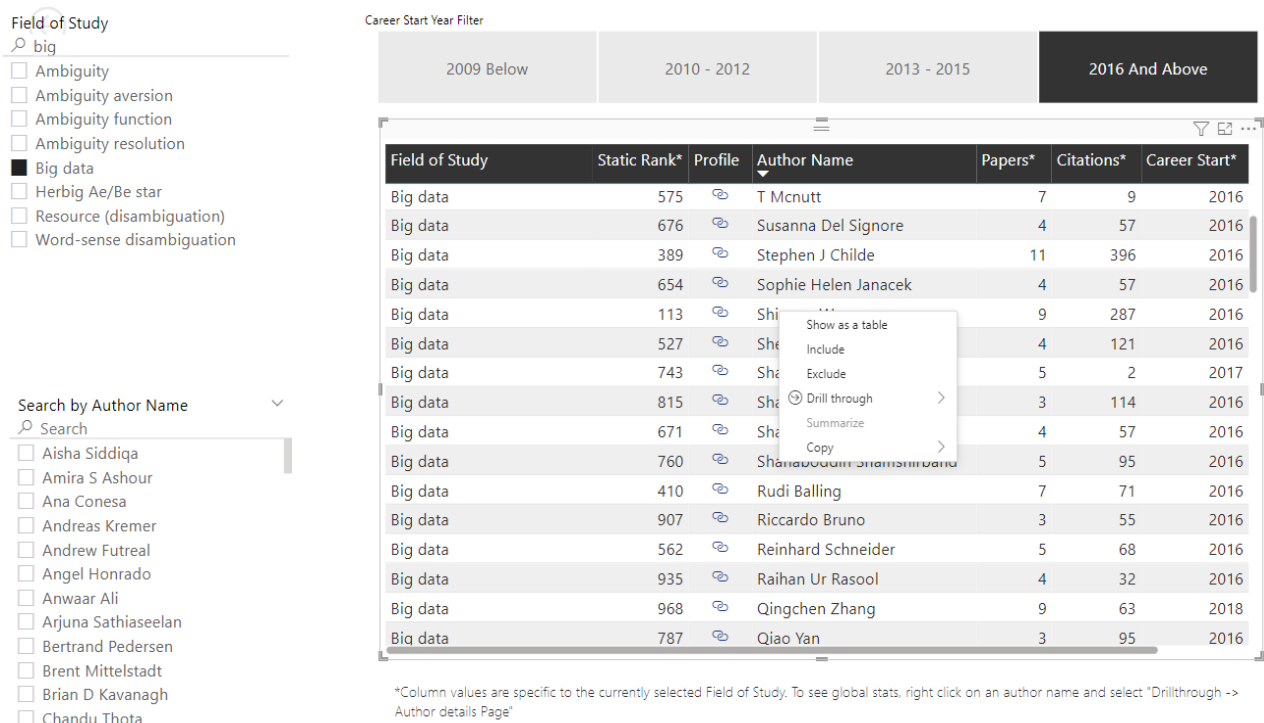 Field of Study
big
Ambiguity
Ambiguity aversion
Ambiguity function
Ambiguity resolution
Big data
Herbig Ae/Be star
Resource (disambiguation)
Word-sense disambiguation
Search by Author Name
Search
Aisha Siddiqa
Amira S Ashour
Ana Conesa
Andreas Kremer
Andrew Futreal
Angel Honrado
Anwaar Ali
Arjuna Sathiaseelan
Bertrand Pedersen
Brent Mittelstadt
Brian D Kavanagh
Chandu Thota
Career Start Year Filter
2009 Below 2010 - 2012 2013 - 2015 2016 And Above
Field of Study Static Rank* Profile Author Name Papers* Citations* Career Start*
Big data 575 T Mcnutt 7 9 2016
Big data 676 Susanna Del Signore 4 57 2016
Big data 389 Stephen J Childe 11 396 2016
Big data 654 Sophie Helen Janacek 4 57 2016
Big data 113 9 287 2016
Big data 527 4 121 2016
Big data 743 5 2 2017
Big data 815 3 114 2016
Big data 671 4 57 2016
Big data 760 Shahaboddin Shamshirband 5 95 2016
Big data 410 Rudi Balling 7 71 2016
Big data 907 Riccardo Bruno 3 55 2016
Big data 562 Reinhard Schneider 5 68 2016
Big data 935 Raihan Ur Rasool 4 32 2016
Big data 968 Qingchen Zhang 9 63 2018
Big data 787 Qiao Yan 3 95 2016
Show as a table
Include
Exclude
Drill through
Summarize
Copy
*Column values are specific to the currently selected Field of Study. To see global stats, right click on an author name and select "Drillthrough ->
Author details Page"